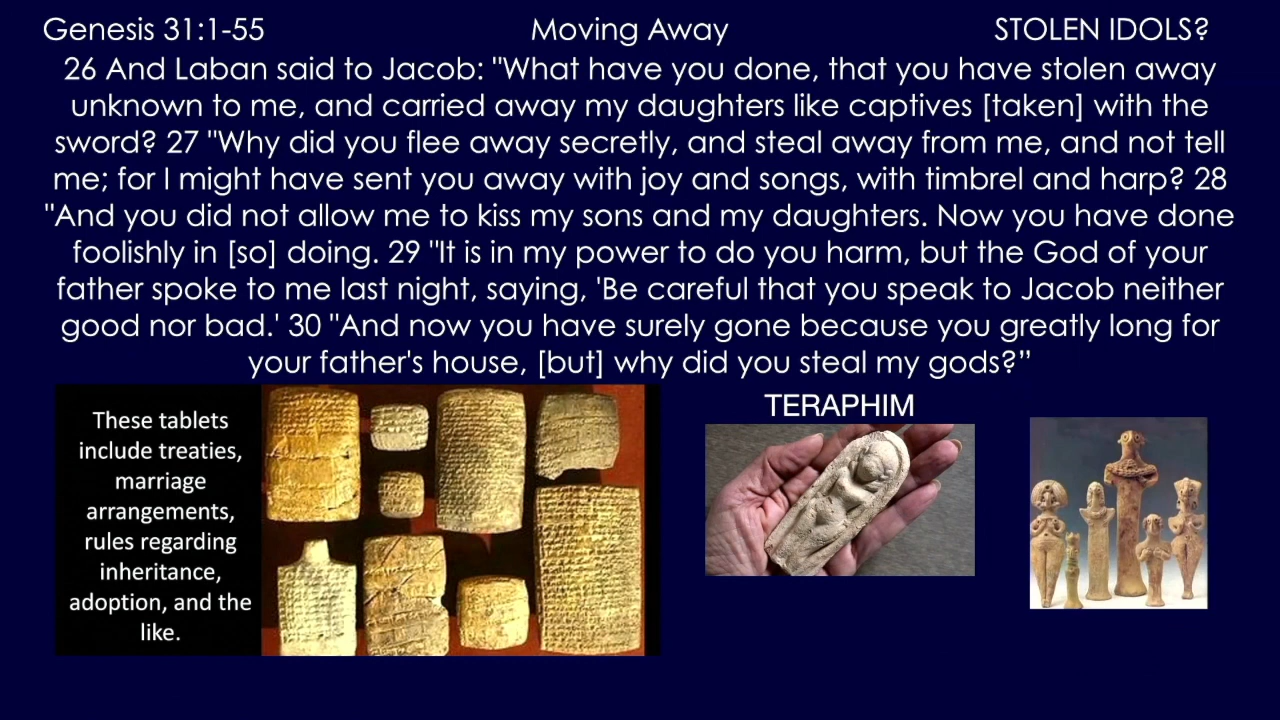 Genesis 31:1-55 Moving Away STOLEN IDOLS?
26 And Laban said to Jacob: "What have you done, that you have stolen away
unknown to me, and carried away my daughters like captives [taken] with the
sword? 27 "Why did you flee away secretly, and steal away from me, and not tell
me; for I might have sent you away with joy and songs, with timbrel and harp? 28
"And you did not allow me to kiss my sons and my daughters. Now you have done
foolishly in [so] doing. 29 "It is in my power to do you harm, but the God of your
father spoke to me last night, saying, 'Be careful that you speak to Jacob neither
good nor bad.' 30 "And now you have surely gone because you greatly long for
your father's house, [but] why did you steal my gods?”
These tablets
include treaties,
marriage
arrangements,
rules regarding
inheritance,
adoption, and the
like.
TERAPHIM